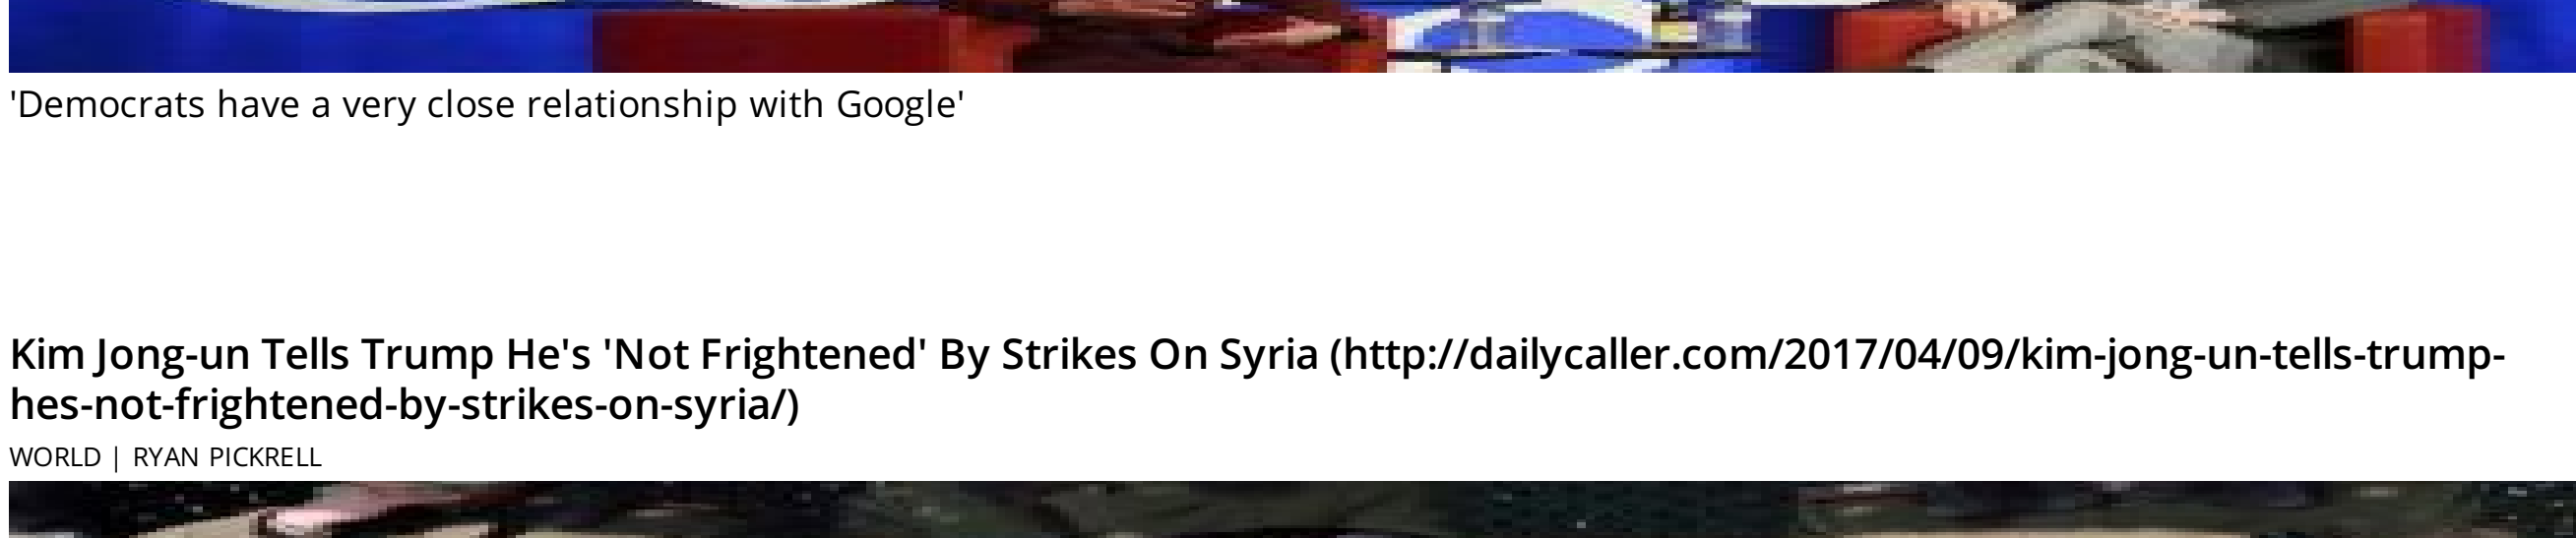 'Democrats have a very close relationship with Google'
Kim Jong-un Tells Trump He's 'Not Frightened' By Strikes On Syria (http://dailycaller.com/2017/04/09/kim-jong-un-tells-trump-
hes-not-frightened-by-strikes-on-syria/)
WORLD | RYAN PICKRELL